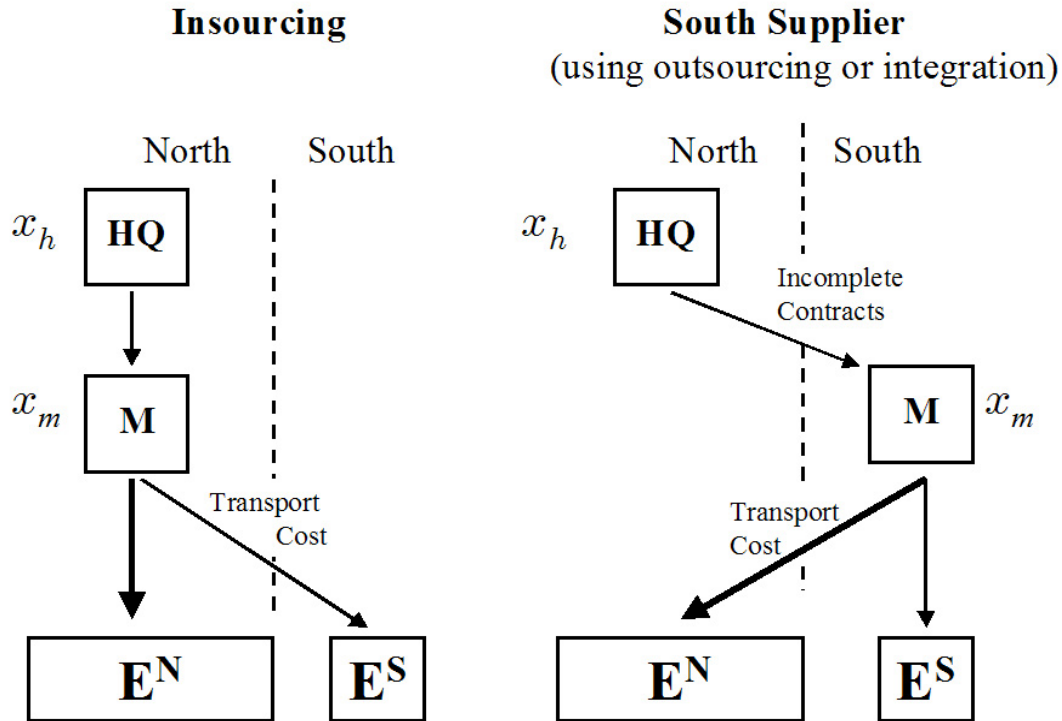 Insourcing
North South
x_h HQ
x_m M
Transport
Cost
E^N E^S
South Supplier
(using outsourcing or integration)
North South
x_h HQ
Incomplete
Contracts
M x_m
Transport
Cost
E^N E^S